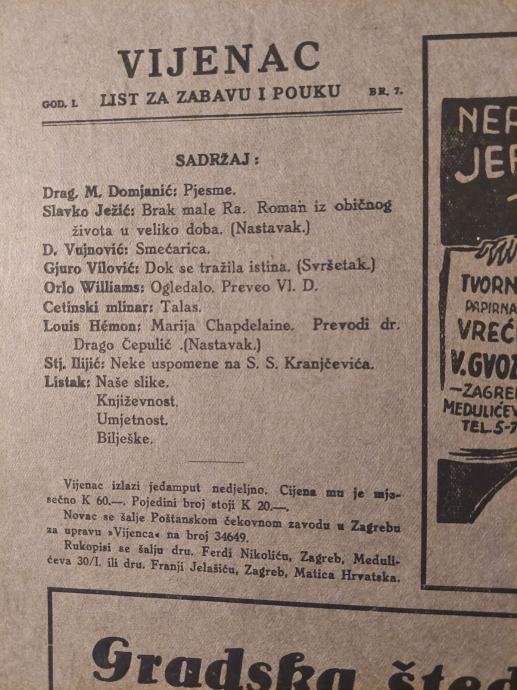 VIJENAC
GOD. I. LIST ZA ZABAVU I POUKU BR. 7.
SADRŽAJ:
Drag. M. Domjanić: Pjesme.
Slavko Ježić: Brak male Ra. Roman iz običnog
života u veliko doba. (Nastavak.)
D. Vujnović: Smećarica.
Gjuro Vilović: Dok se tražila istina. (Svršetak.)
Orlo Williams: Ogledalo. Preveo Vl. D.
Cetinski mlinar: Talas.
Louis Hémon: Marija Chapdelaine. Prevodi dr.
Drago Čepulić .(Nastavak.)
Stj. Ilijić: Neke uspomene na S. S. Kranjčevića.
Listak: Naše slike.
Književnost.
Umjetnost.
Bilješke.
Vijenac izlazi jedamput nedjeljno. Cijena mu je mja-
sečno K 60.—. Pojedini broj stoji K 20.—.
Novac se šalje Poštanskom čekovnom zavodu u Zagrebu
za upravu »Vijenca« na broj 34649.
Rukopisi se šalju dru. Ferdi Nikoliću, Zagreb, Meduli-
ćeva 30/I. ili dru. Franji Jelašiću, Zagreb, Matica Hrvatska.
NEP
JEF
TVORN
PAPIRNA
VREĆ
V. GVOZ
—ZAGRE
MEDULIĆEV
TEL. 5-7
Gradska šted